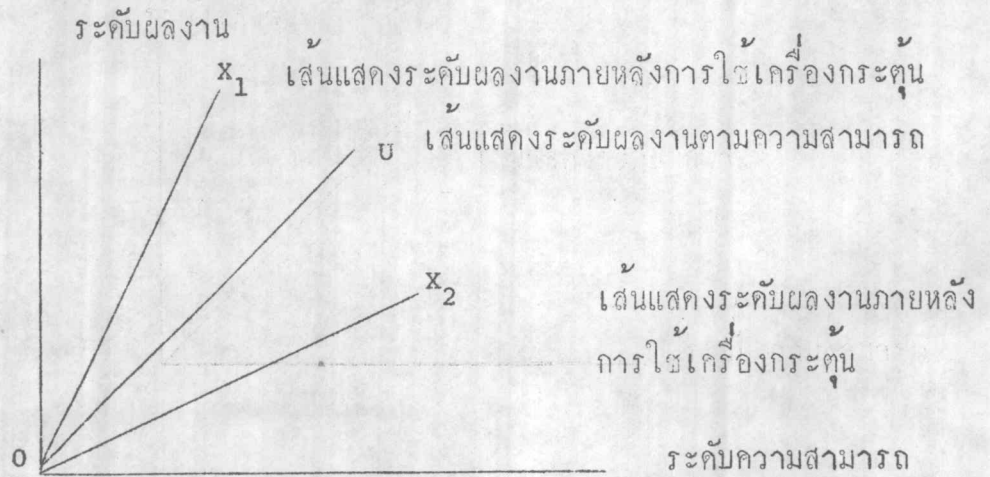 ระดับผลงาน
X1 เส้นแสดงระดับผลงานภายหลังการใช้เครื่องกระตุ้น
U เส้นแสดงระดับผลงานตามความสามารถ
X2 เส้นแสดงระดับผลงานภายหลัง
การใช้เครื่องกระตุ้น
O ระดับความสามารถ